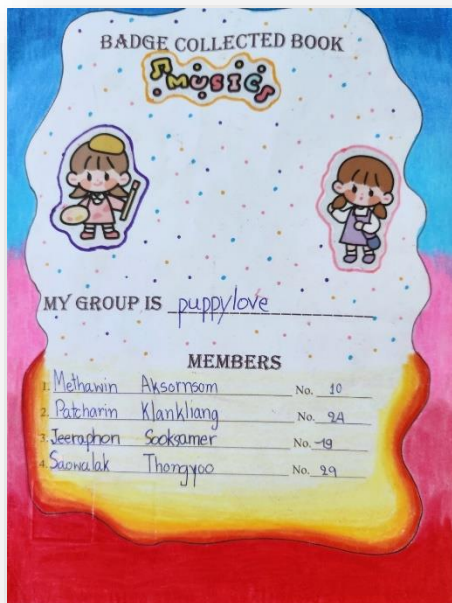 BADGE COLLECTED BOOK
MUSIC
MY GROUP IS puppylove
MEMBERS
1. Methawin Aksornsom No. 10
2. Patcharin Klankliang No. 24
3. Jeeraphon Sooksamer No. 19
4. Saowalak Thongyoo No. 29